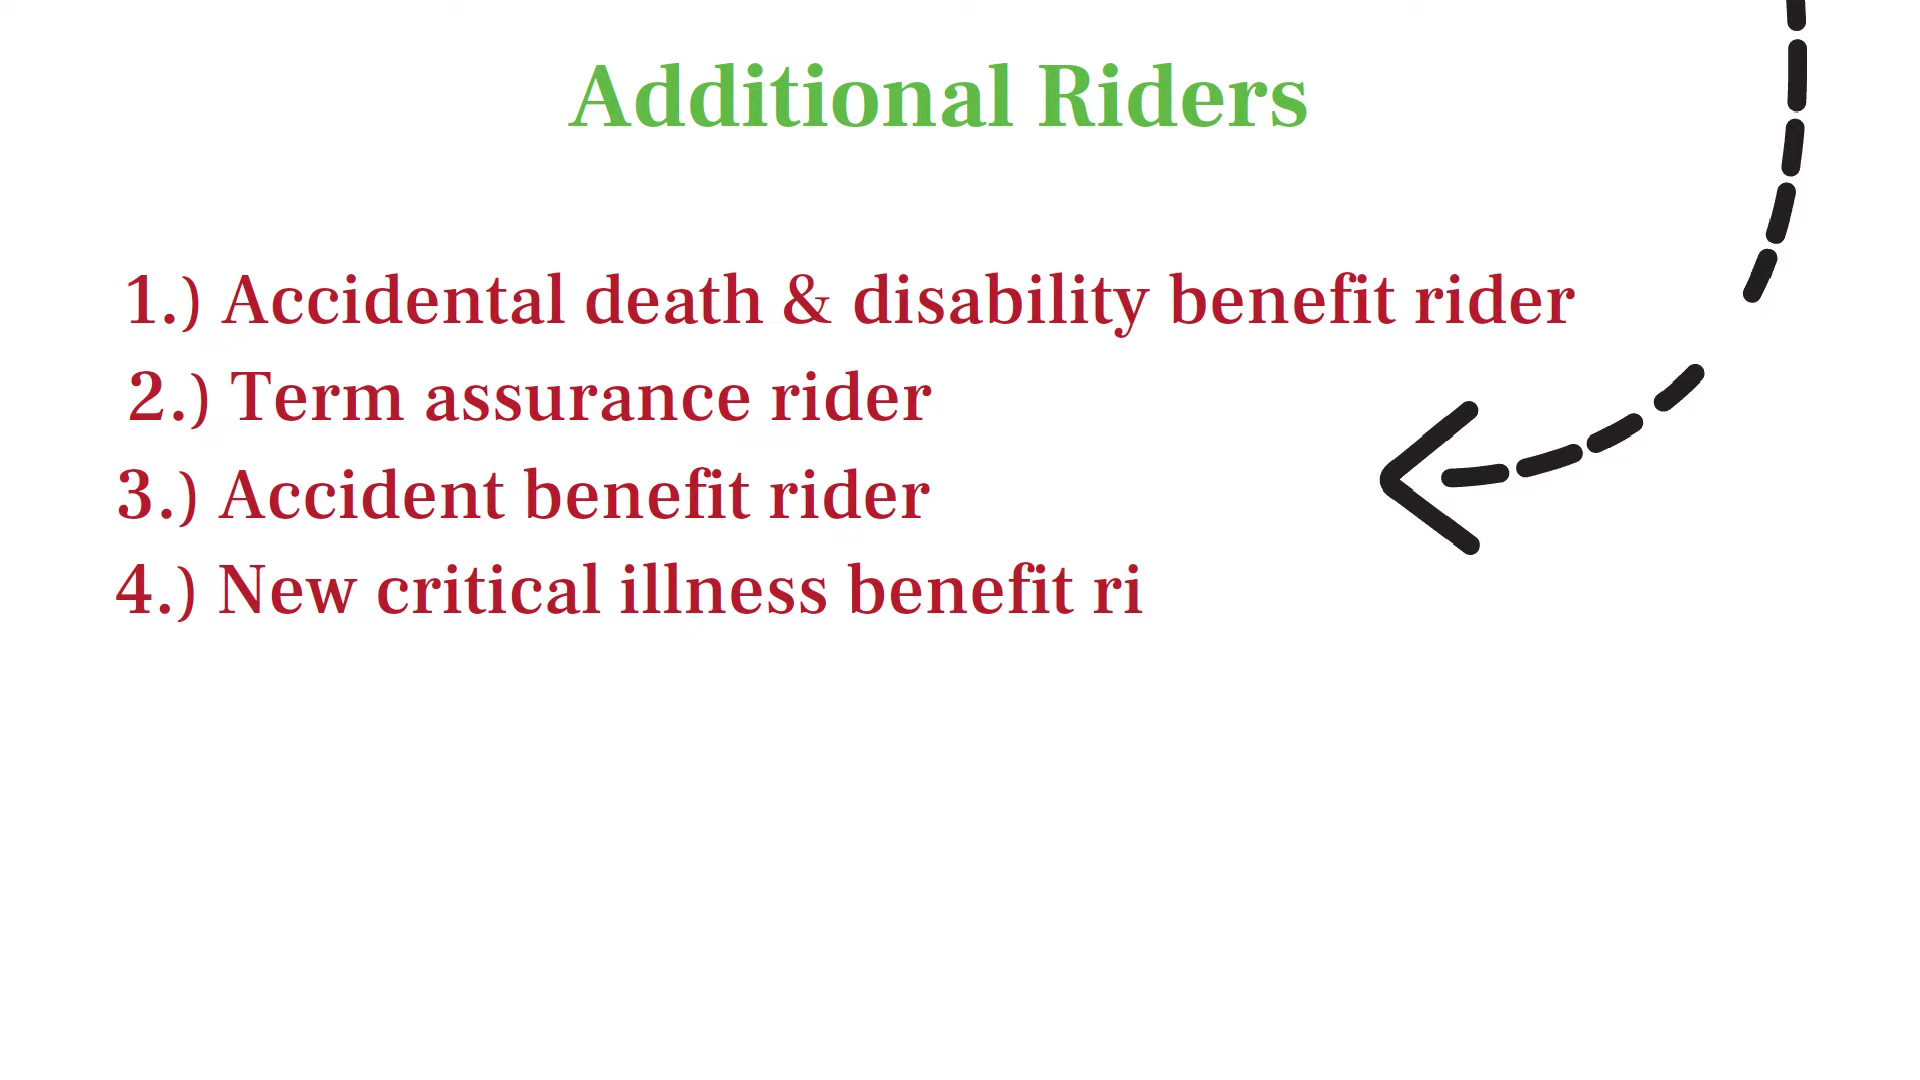 Additional Riders
1.) Accidental death & disability benefit rider
2.) Term assurance rider
3.) Accident benefit rider
4.) New critical illness benefit ri